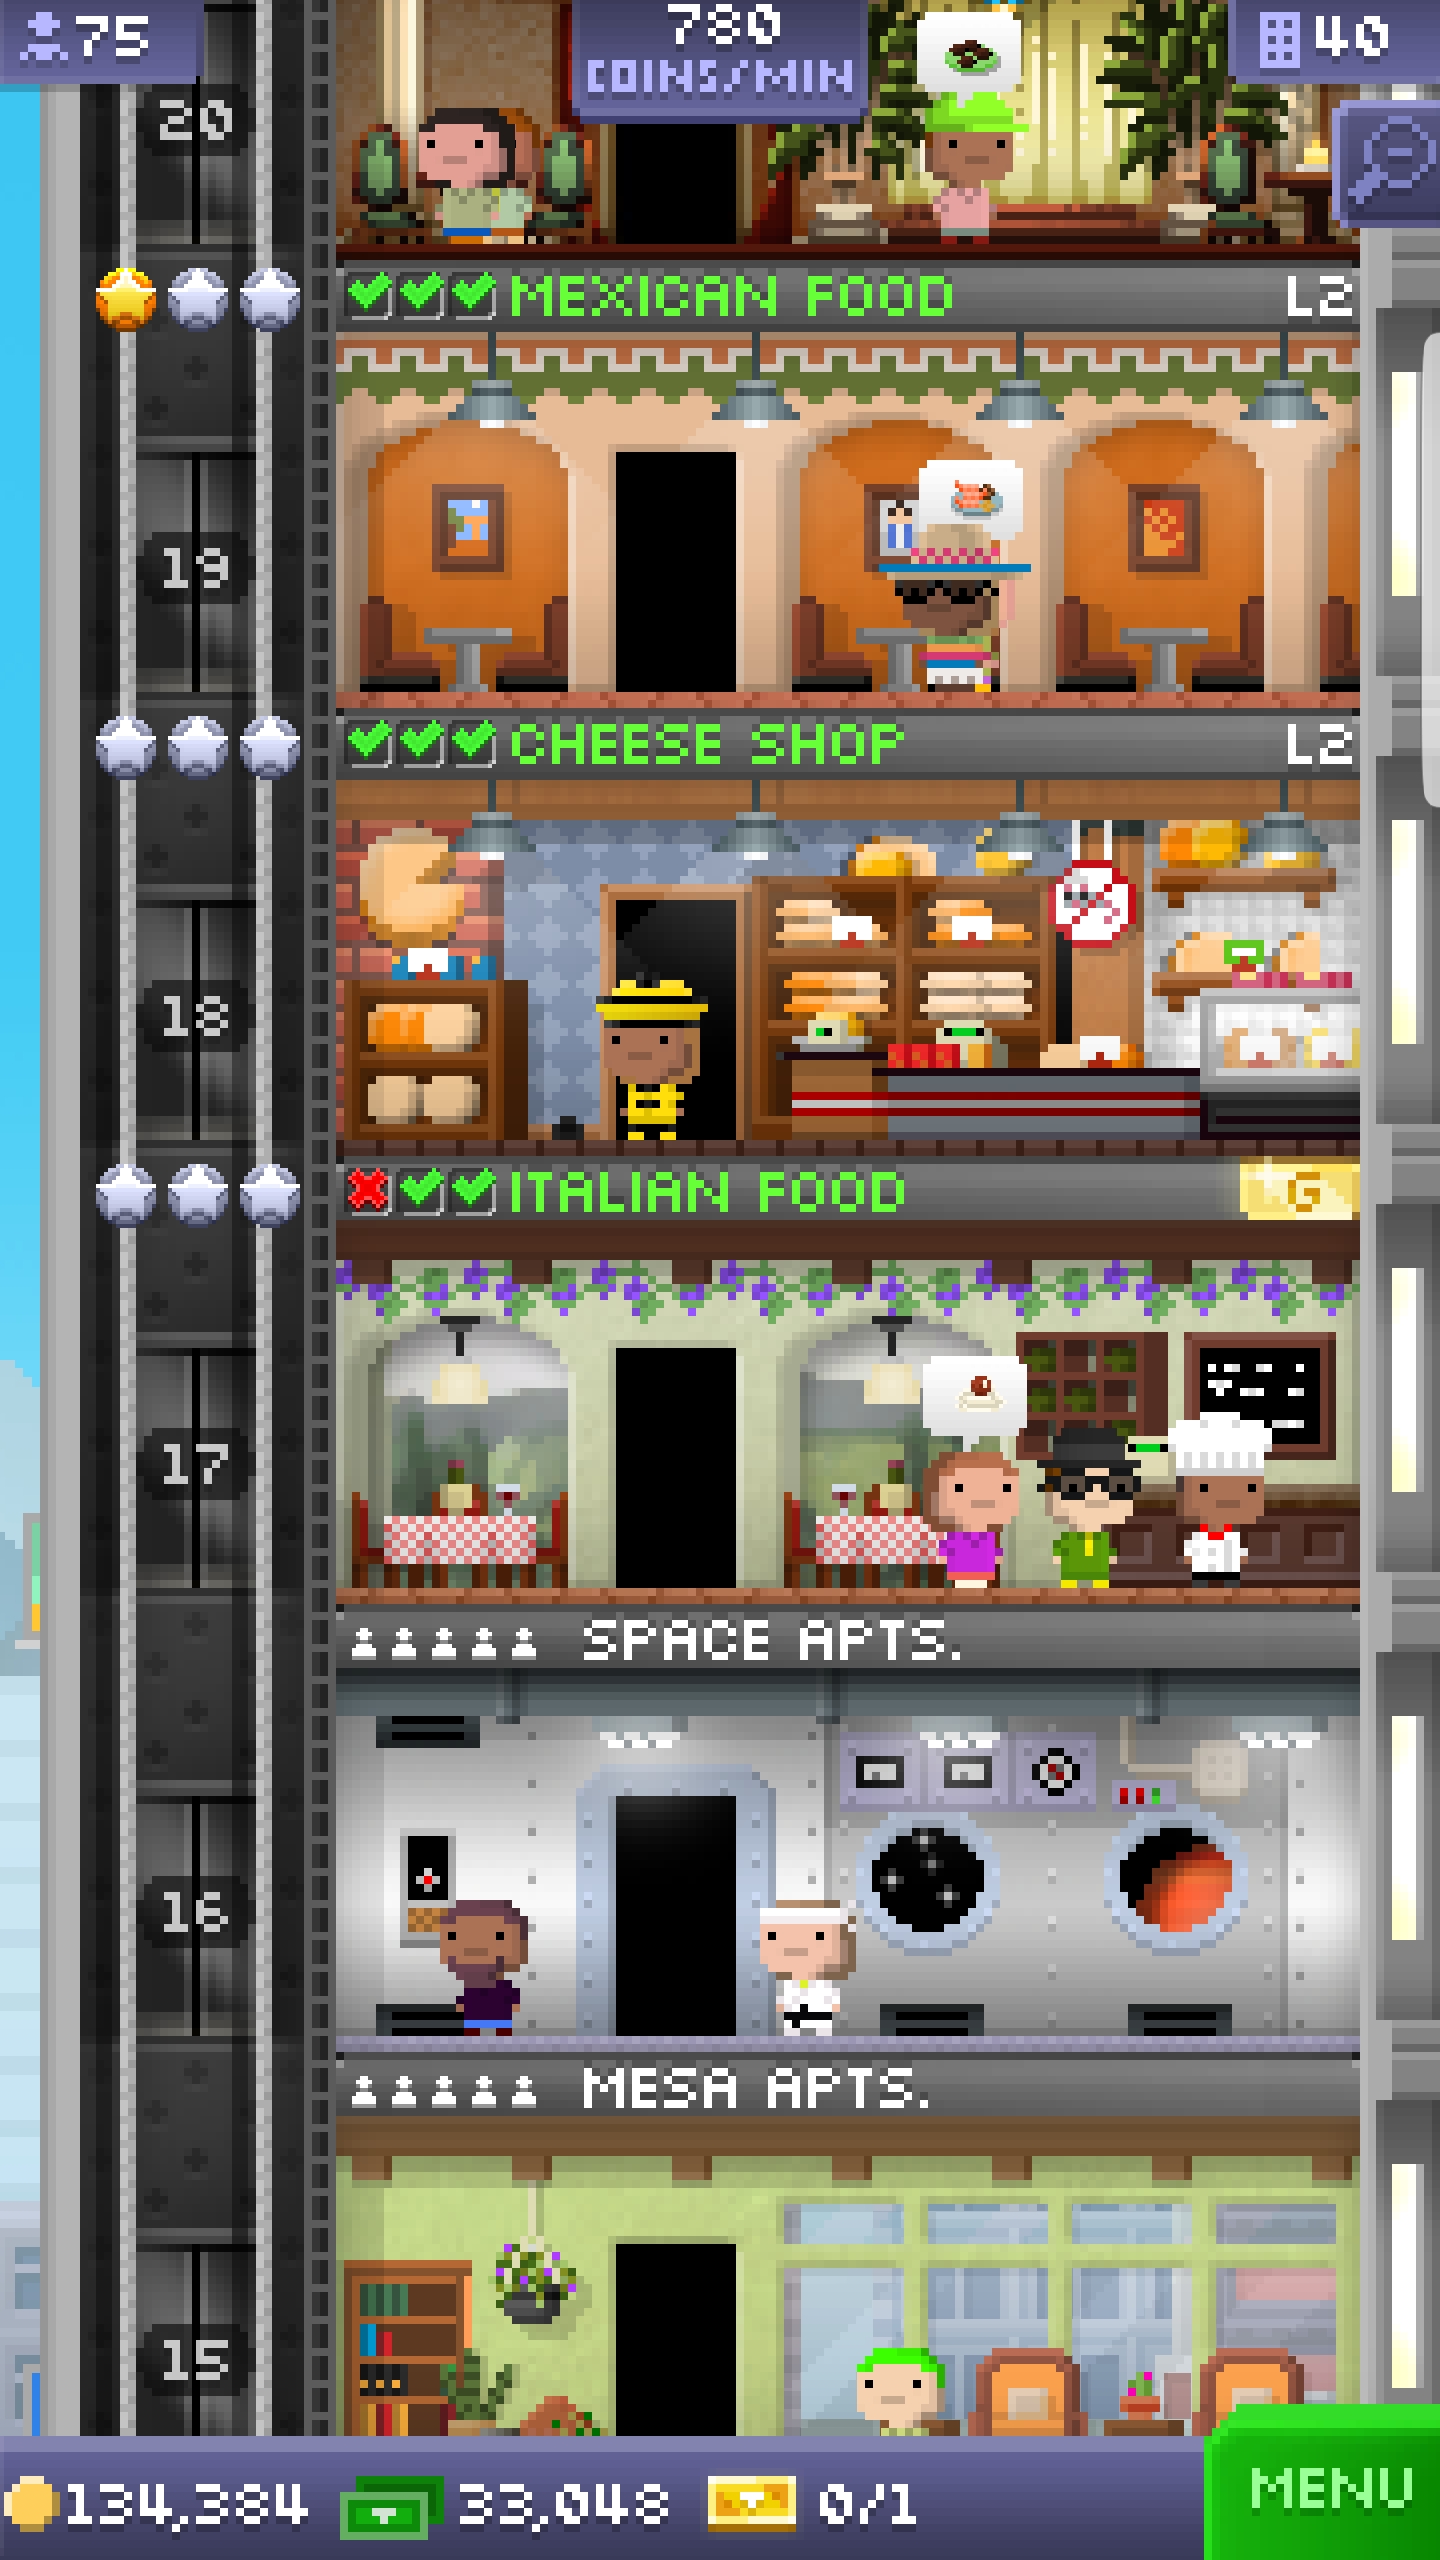 75
780
COINS/MIN
40
20
MEXICAN FOOD
L2
19
CHEESE SHOP
L2
18
ITALIAN FOOD
G
17
SPACE APTS.
16
MESA APTS.
15
134,384
33,048
0/1
MENU